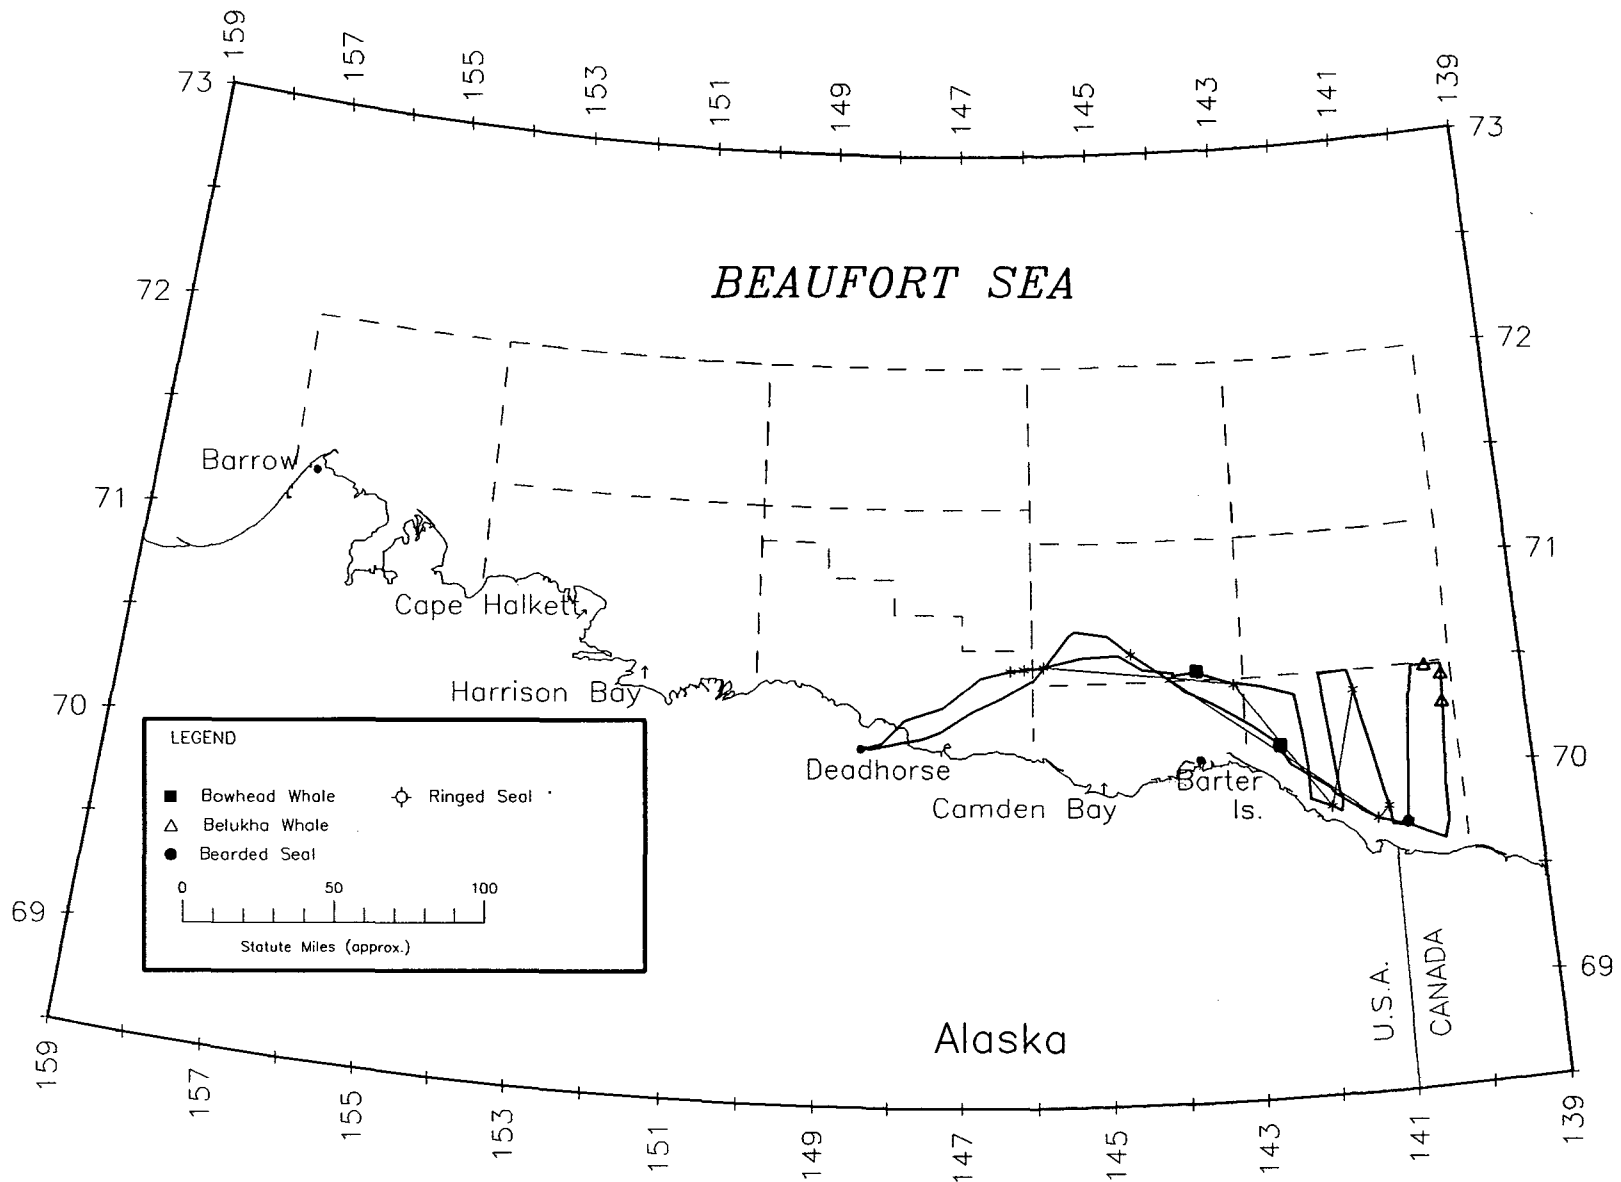 159
157
155
153
151
149
147
145
143
141
139
73
73
BEAUFORT SEA
72
72
Barrow
71
71
Cape Halkett
Harrison Bay
70
70
Deadhorse
Barter
Is.
Camden Bay
LEGEND
Bowhead Whale
Ringed Seal
Belukha Whale
Bearded Seal
0 50 100
Statute Miles (approx.)
69
69
U.S.A.
CANADA
Alaska
159
157
155
153
151
149
147
145
143
141
139